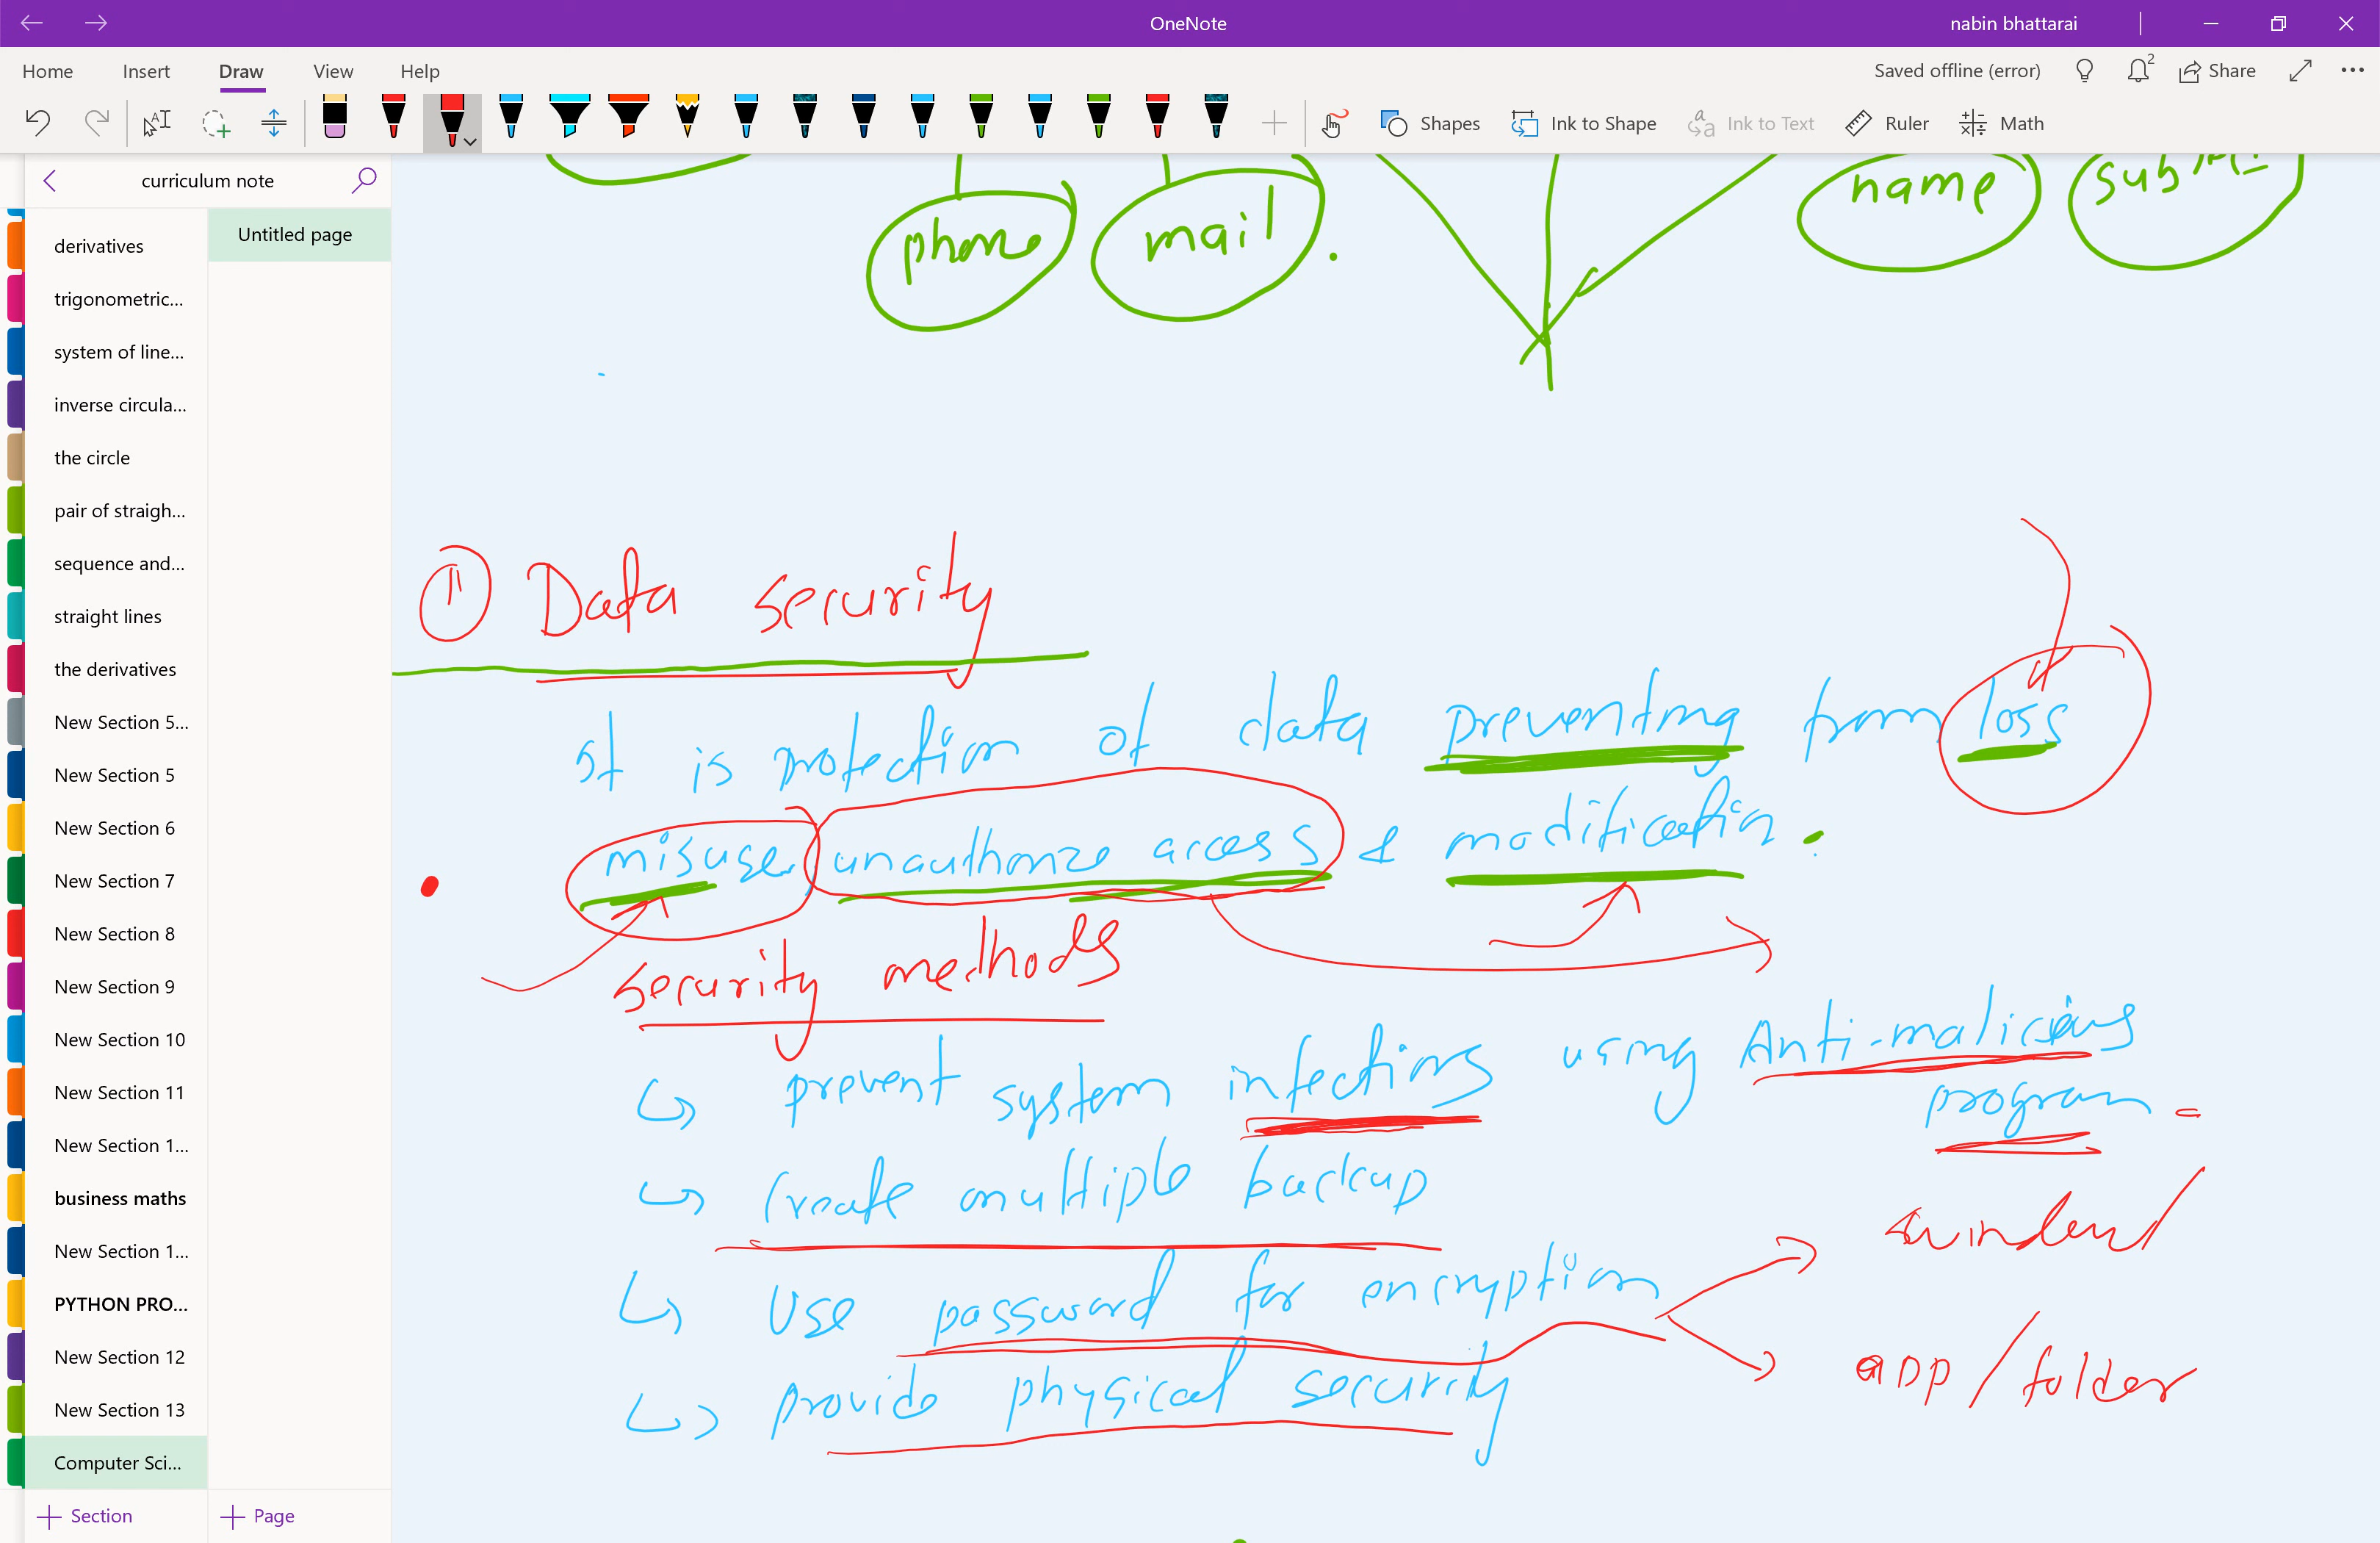 OneNote
nabin bhattarai
Home Insert Draw View Help
Saved offline (error)
2
Share
Shapes
Ink to Shape
Ink to Text
Ruler
Math
curriculum note
Untitled page
derivatives
trigonometric...
system of line...
inverse circula...
the circle
pair of straigh...
sequence and...
straight lines
the derivatives
New Section 5...
New Section 5
New Section 6
New Section 7
New Section 8
New Section 9
New Section 10
New Section 11
New Section 1...
business maths
New Section 1...
PYTHON PRO...
New Section 12
New Section 13
Computer Sci...
Section
Page
phone mail . name
11 Data security
It is protection of data preventing from loss
misuse, unauthorize access & modification.
security methods
prevent system infections using Anti-malicious
program
Create multiple backup
Use password for encryption
app/folder
provide physical security